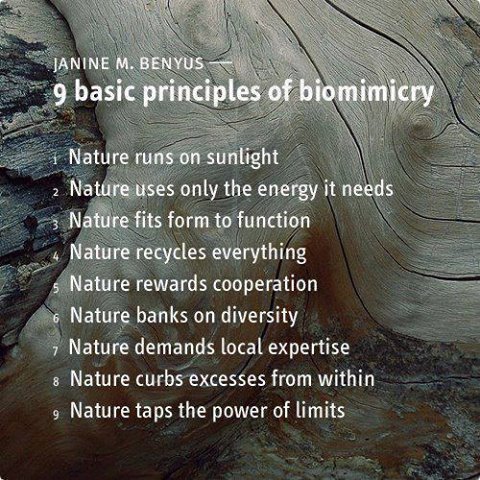 JANINE M. BENYUS —
9 basic principles of biomimicry
1 Nature runs on sunlight
2 Nature uses only the energy it needs
3 Nature fits form to function
4 Nature recycles everything
5 Nature rewards cooperation
6 Nature banks on diversity
7 Nature demands local expertise
8 Nature curbs excesses from within
9 Nature taps the power of limits